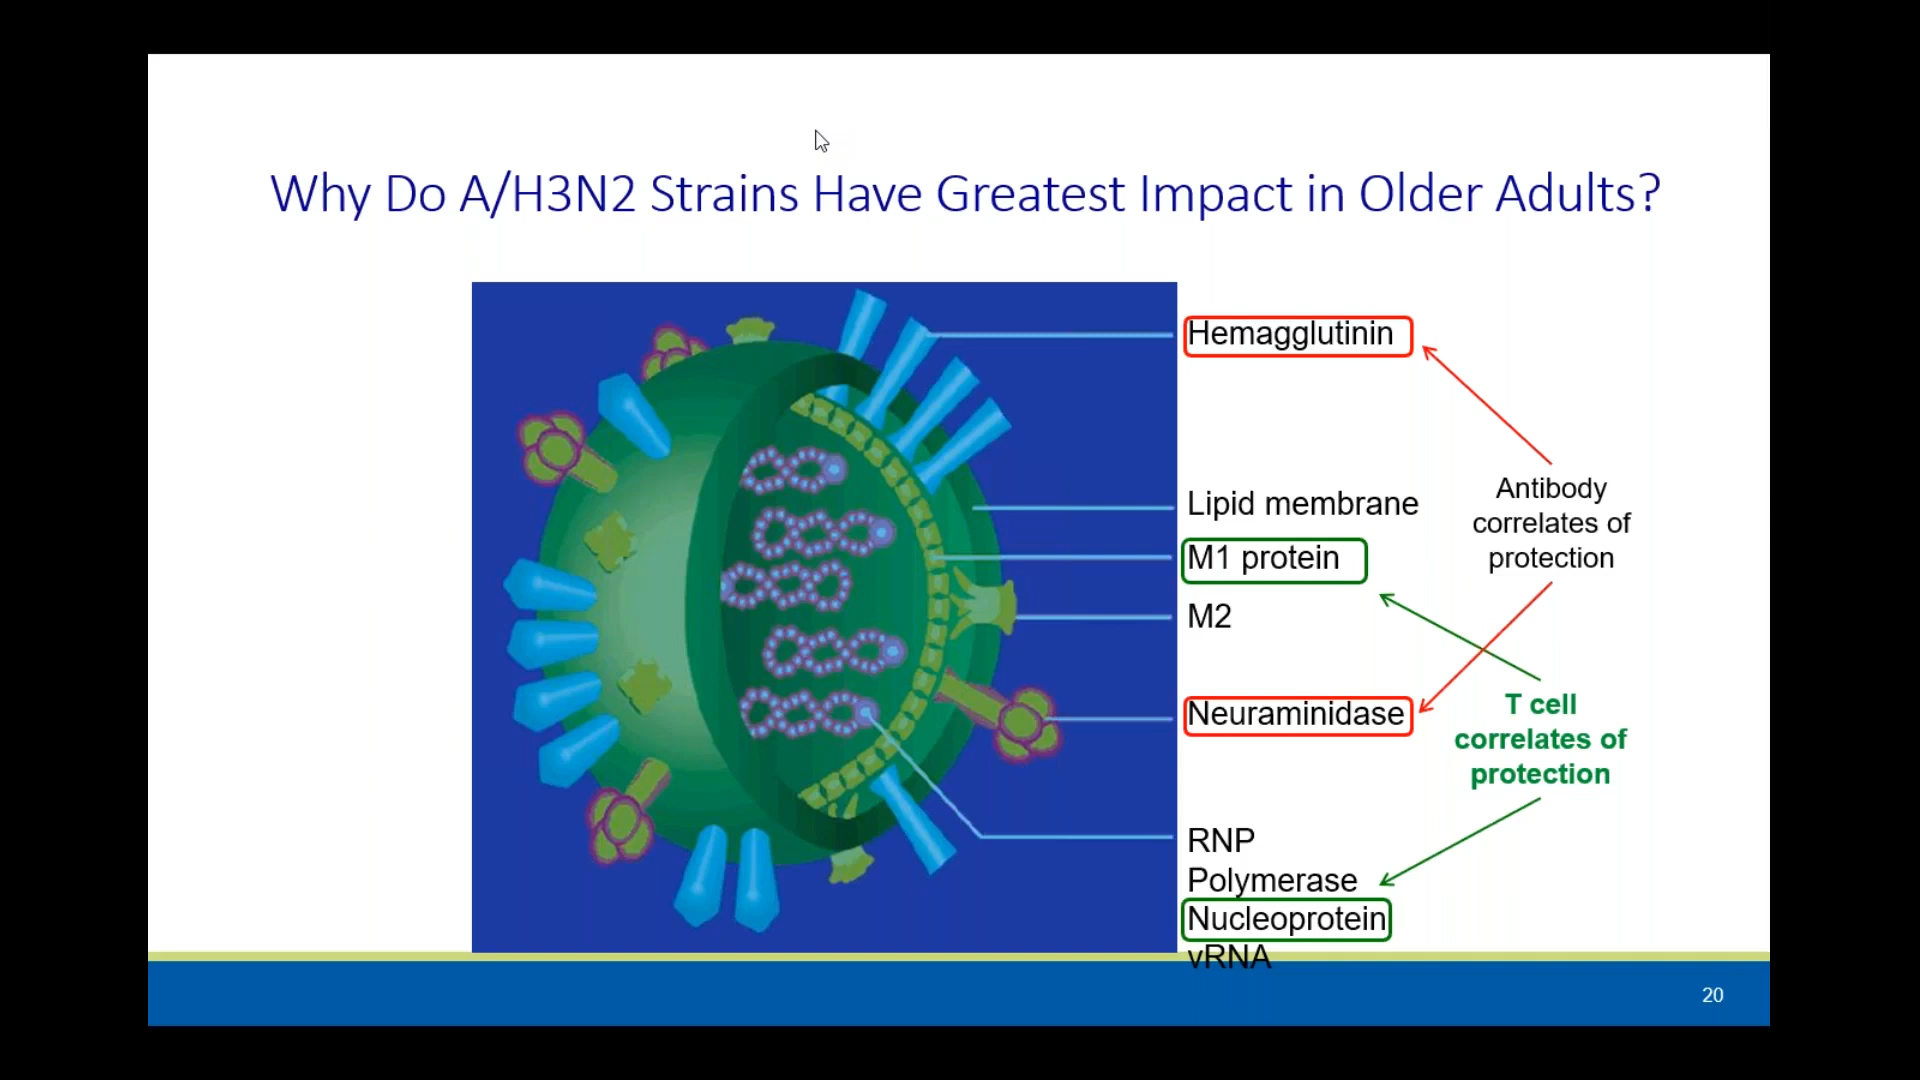 Why Do A/H3N2 Strains Have Greatest Impact in Older Adults?
Hemagglutinin
Lipid membrane
M1 protein
M2
Neuraminidase
RNP
Polymerase
Nucleoprotein
vRNA
Antibody
correlates of
protection
T cell
correlates of
protection
20